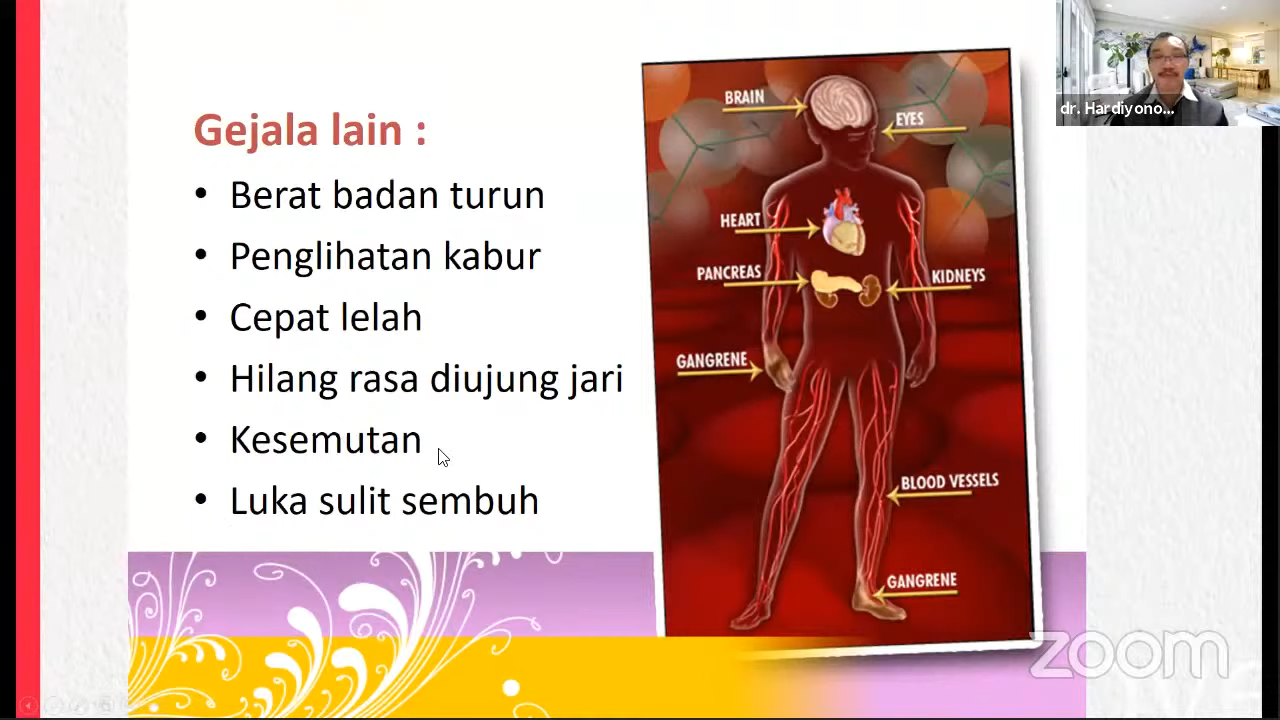 Gejala lain :
• Berat badan turun
• Penglihatan kabur
• Cepat lelah
• Hilang rasa diujung jari
• Kesemutan
• Luka sulit sembuh
BRAIN
EYES
HEART
PANCREAS
KIDNEYS
GANGRENE
BLOOD VESSELS
GANGRENE
dr. Hardiyono...
zoom